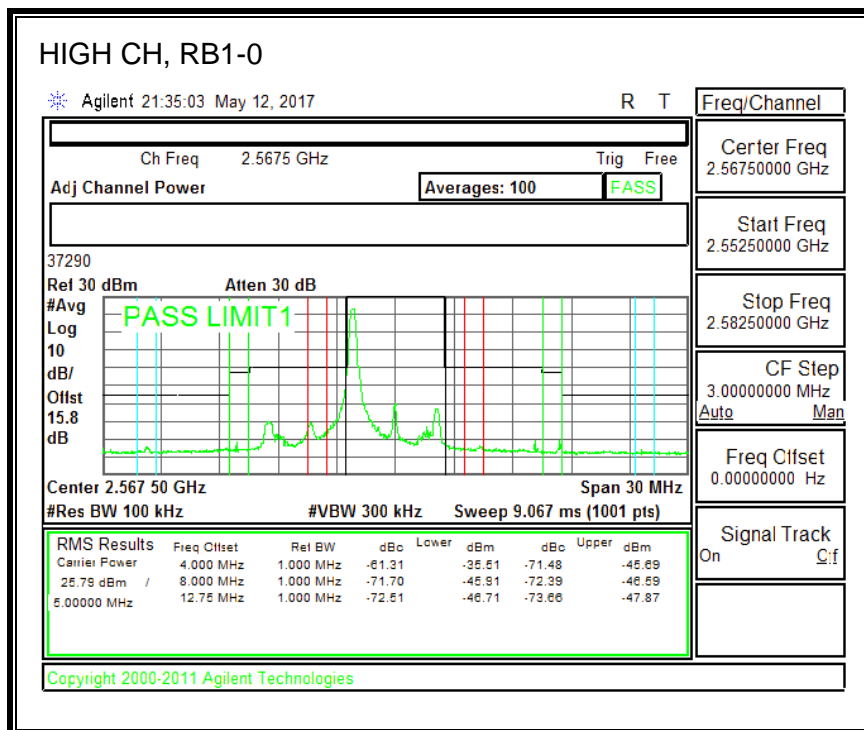 HIGH CH, RB1-0
Agilent 21:35:03 May 12, 2017 R T
Freq/Channel
Ch Freq 2.5675 GHz Trig Free
Adj Channel Power Averages: 100 PASS
Center Freq
2.56750000 GHz
Start Freq
2.55250000 GHz
Stop Freq
2.58250000 GHz
CF Step
3.00000000 MHz
Auto Man
Freq Offset
0.00000000 Hz
Signal Track
On Off
37290
Ref 30 dBm Atten 30 dB
#Avg
Log
10
dB/
Offst
15.8
dB
PASS LIMIT1
Center 2.567 50 GHz Span 30 MHz
#Res BW 100 kHz #VBW 300 kHz Sweep 9.067 ms (1001 pts)
RMS Results Freq Offset Ref BW dBc Lower dBm dBc Upper dBm
Carrier Power 4.000 MHz 1.000 MHz -61.31 -35.51 -71.48 -45.69
25.79 dBm / 8.000 MHz 1.000 MHz -71.70 -45.91 -72.39 -46.59
5.00000 MHz 12.75 MHz 1.000 MHz -72.51 -46.71 -73.66 -47.87
Copyright 2000-2011 Agilent Technologies